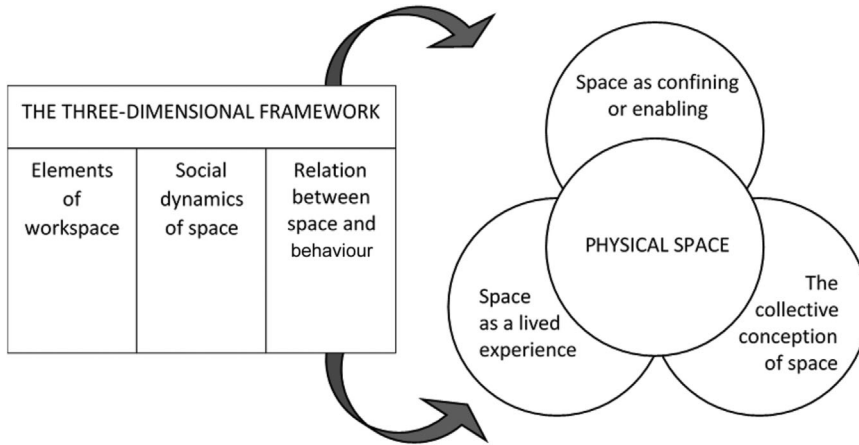 THE THREE-DIMENSIONAL FRAMEWORK
Elements
of
workspace
Social
dynamics
of space
Relation
between
space and
behaviour
Space as confining
or enabling
PHYSICAL SPACE
Space
as a lived
experience
The
collective
conception
of space